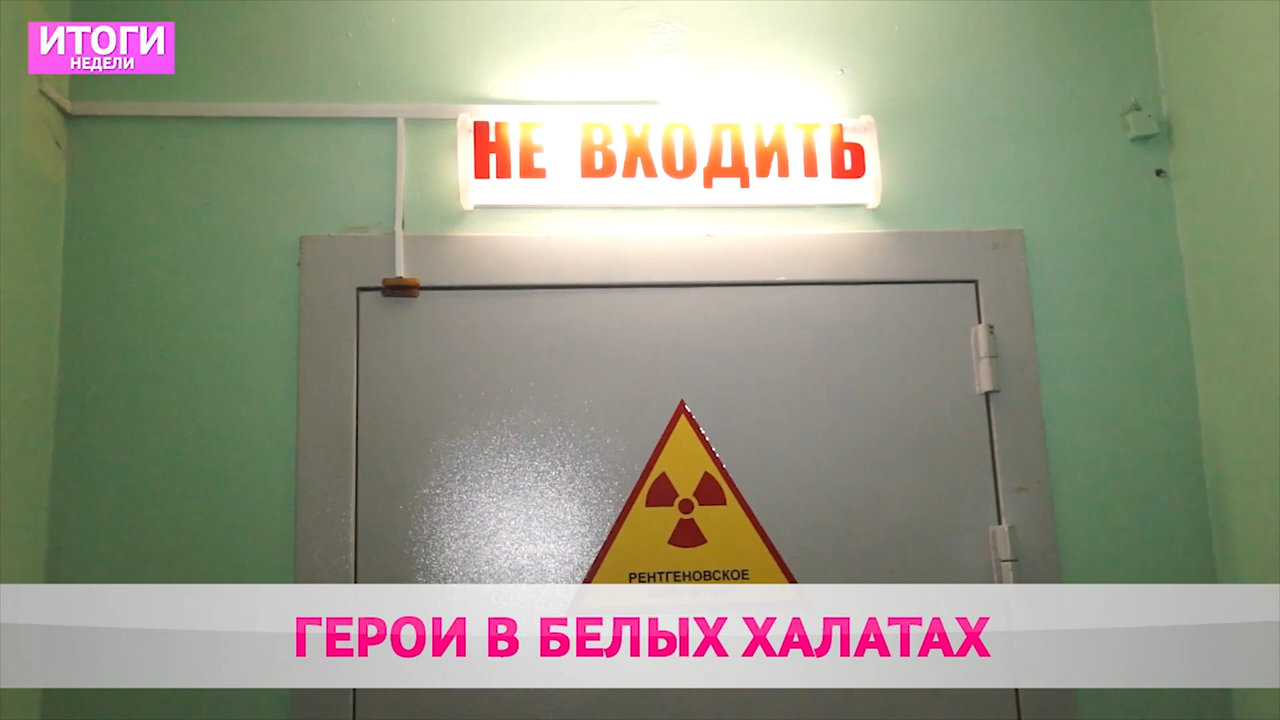 ИТОГИ
НЕДЕЛИ
НЕ ВХОДИТЬ
РЕНТГЕНОВСКОЕ
ГЕРОИ В БЕЛЫХ ХАЛАТАХ